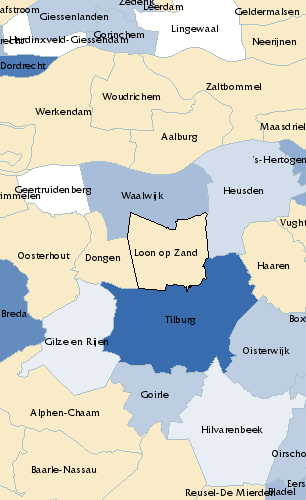 Zederik
afstroom
Leerdam
Geldermalsen
Giessenlanden
Lingewaal
Gorinchem
Hardinxveld-Giessendam
Neerijnen
Dordrecht
Zaltbommel
Woudrichem
Werkendam
Maasdriel
Aalburg
's-Hertogen
Geertruidenberg
Heusden
Waalwijk
immelen
Vught
Loon op Zand
Oosterhout
Dongen
Haaren
Breda
Tilburg
Box
Gilze en Rijen
Oisterwijk
Goirle
Alphen-Chaam
Hilvarenbeek
Oirscho
Baarle-Nassau
Eers
Reusel-De Mierden
Bladel